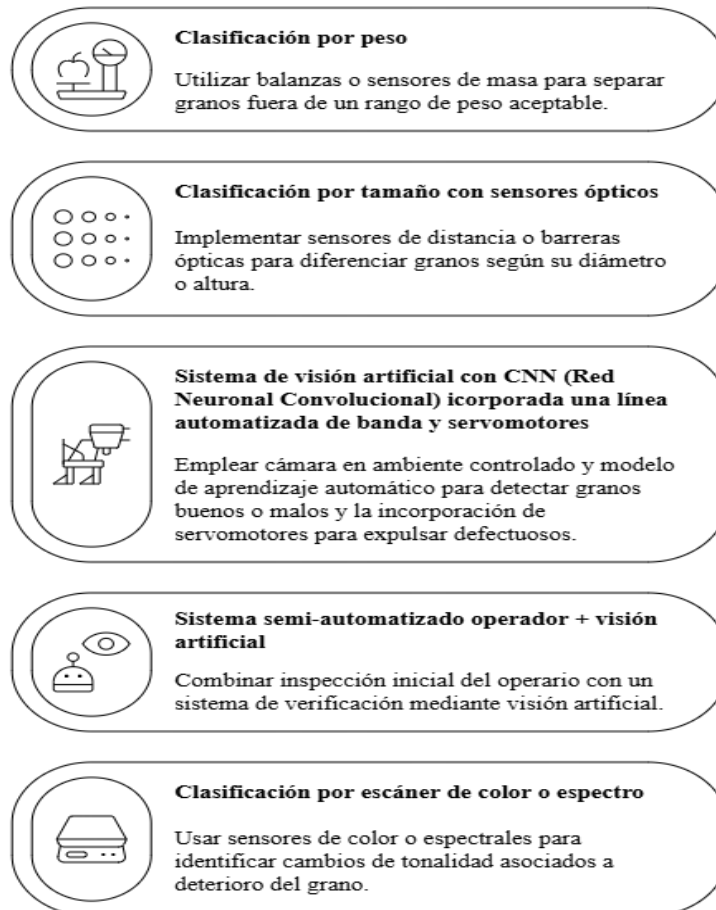 Clasificación por peso
Utilizar balanzas o sensores de masa para separar
granos fuera de un rango de peso aceptable.
Clasificación por tamaño con sensores ópticos
Implementar sensores de distancia o barreras
ópticas para diferenciar granos según su diámetro
o altura.
Sistema de visión artificial con CNN (Red
Neuronal Convolucional) icorporada una línea
automatizada de banda y servomotores
Emplear cámara en ambiente controlado y modelo
de aprendizaje automático para detectar granos
buenos o malos y la incorporación de
servomotores para expulsar defectuosos.
Sistema semi-automatizado operador + visión
artificial
Combinar inspección inicial del operario con un
sistema de verificación mediante visión artificial.
Clasificación por escáner de color o espectro
Usar sensores de color o espectrales para
identificar cambios de tonalidad asociados a
deterioro del grano.